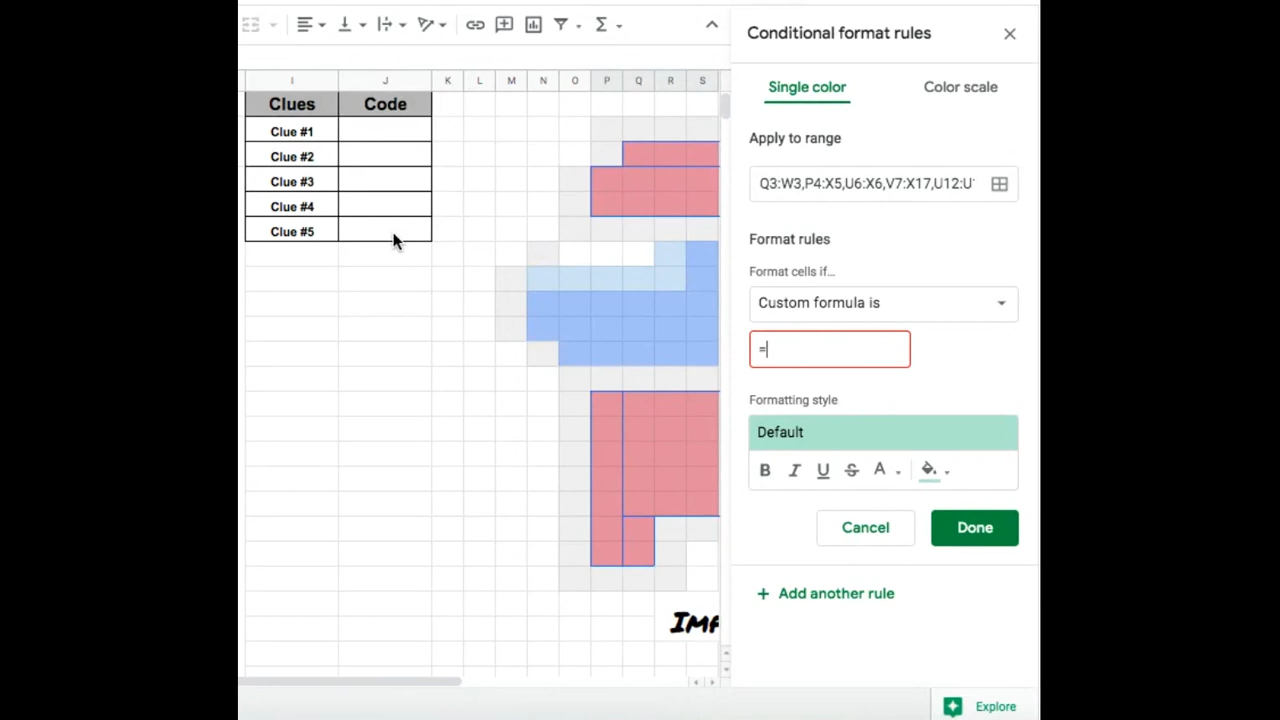 Conditional format rules
Single color Color scale
Apply to range
Q3:W3,P4:X5,U6:X6,V7:X17,U12:U
Format rules
Format cells if…
Custom formula is
=
Formatting style
Default
B I U S A
Cancel Done
+ Add another rule
Explore
I J K L M N O P Q R S
Clues Code
Clue #1
Clue #2
Clue #3
Clue #4
Clue #5